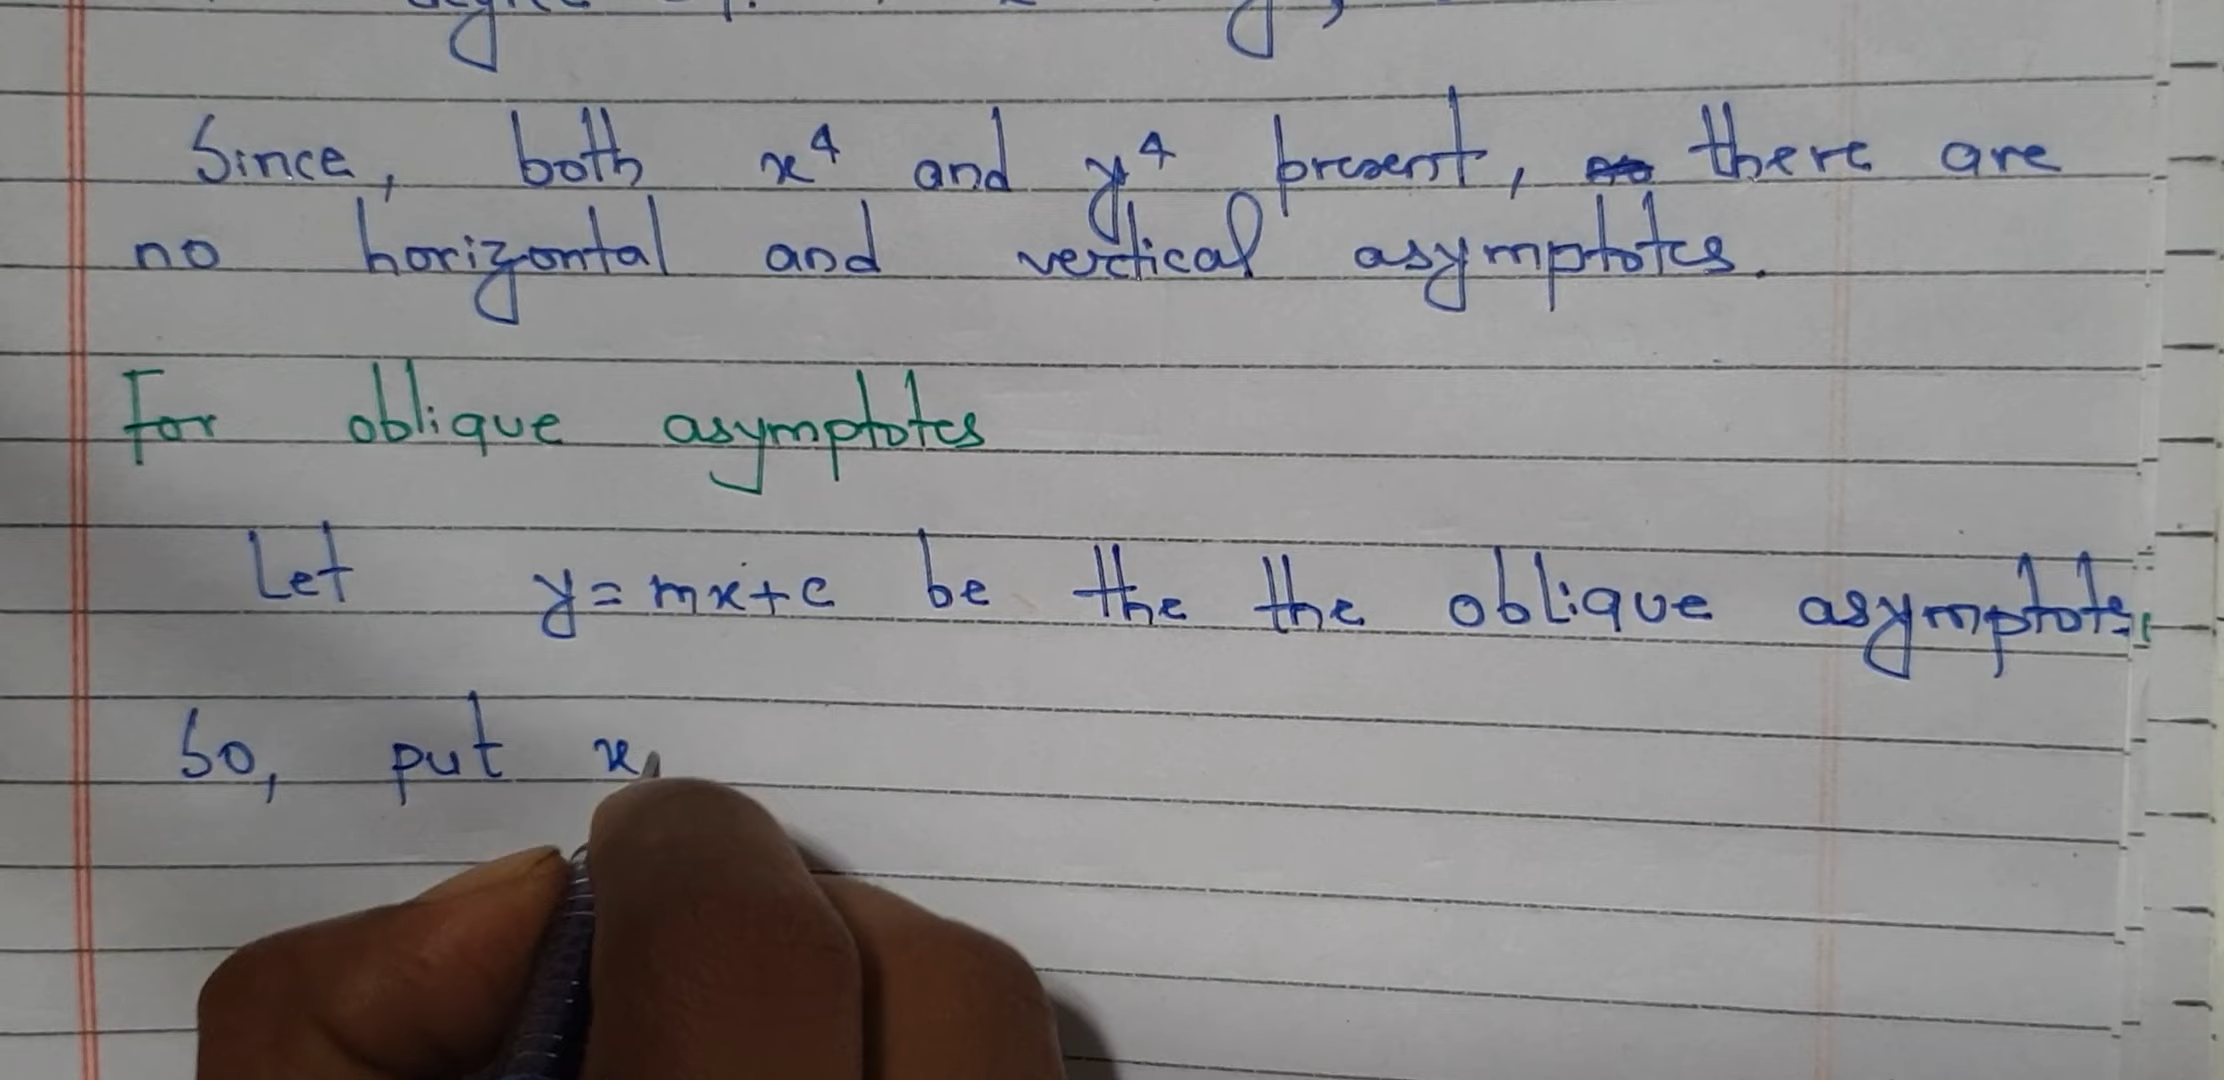 Since, both x⁴ and y⁴ present, there are
no horizontal and vertical asymptotes.
For oblique asymptotes
Let y=mx+c be the the oblique asymptote.
So, put x